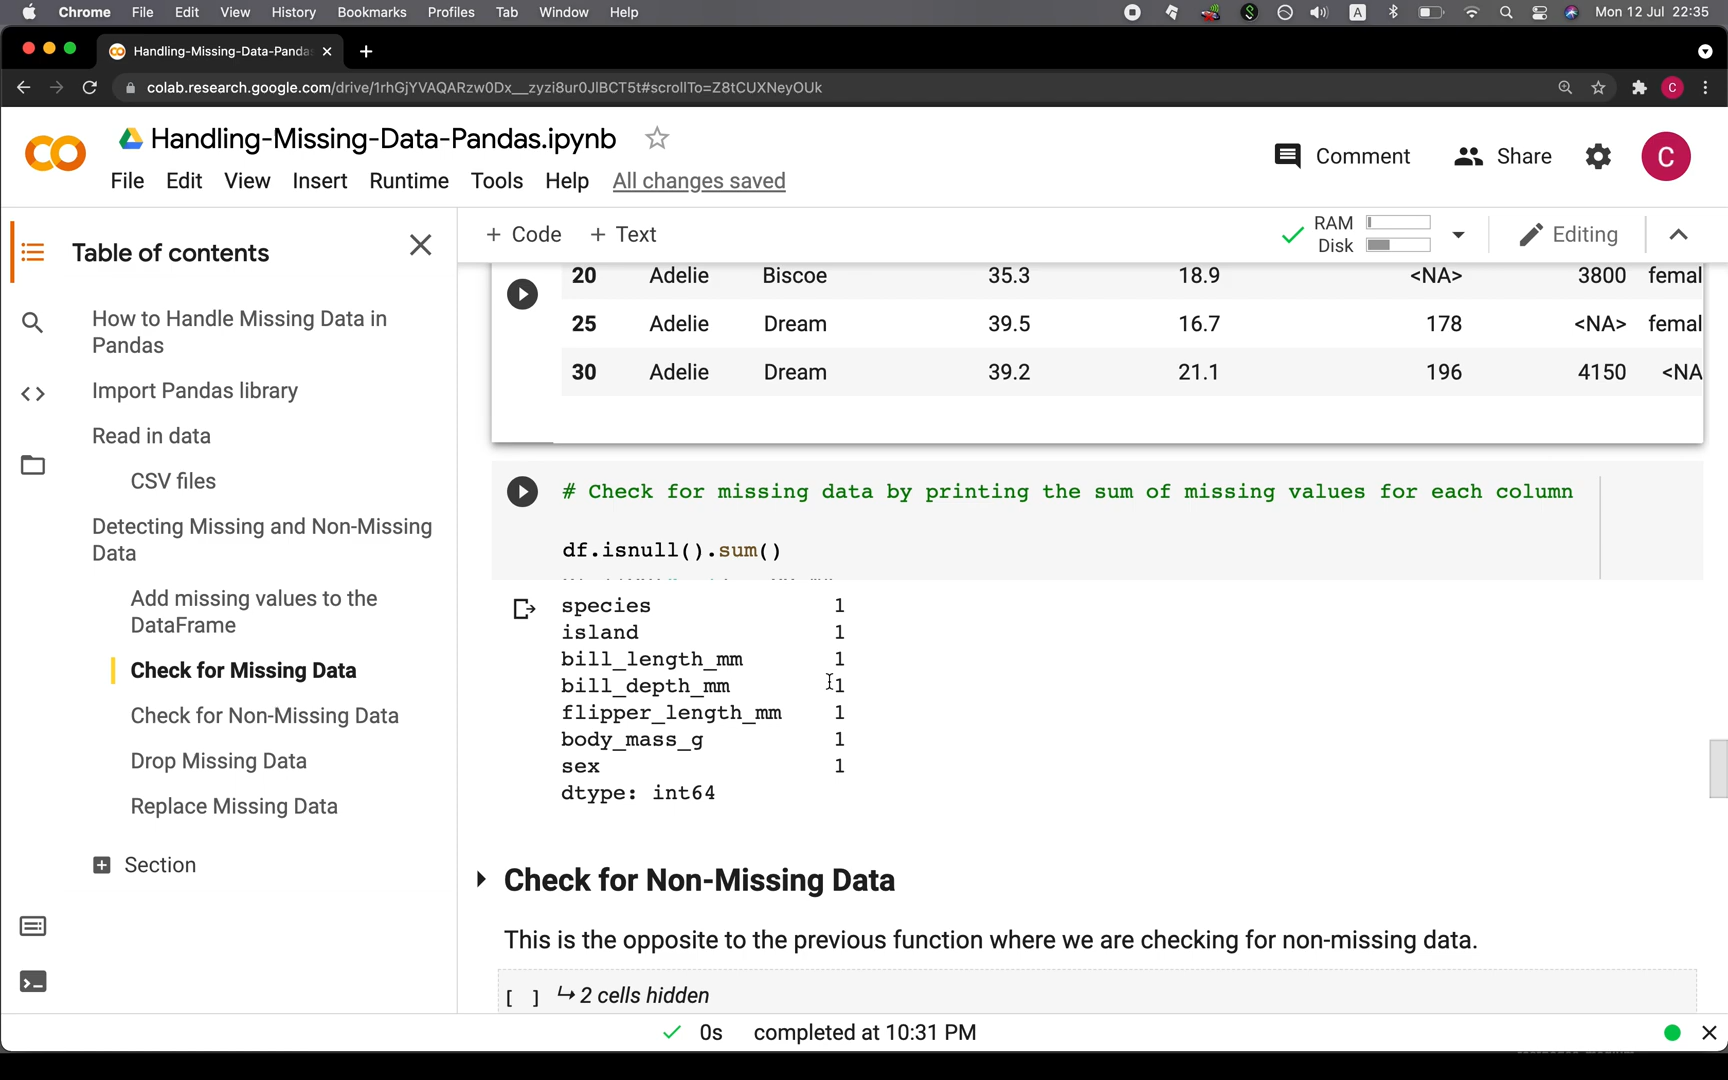 Chrome File Edit View History Bookmarks Profiles Tab Window Help A Mon 12 Jul 22:35
Handling-Missing-Data-Panda
colab.research.google.com/drive/1rhGjYVAQARzw0Dx__zyzi8ur0JlBCT5t#scrollTo=Z8tCUXNeyOUk C
Handling-Missing-Data-Pandas.ipynb
Comment Share C
File Edit View Insert Runtime Tools Help All changes saved
Table of contents
+ Code + Text RAM Disk Editing
How to Handle Missing Data in
Pandas
Import Pandas library
Read in data
CSV files
Detecting Missing and Non-Missing
Data
Add missing values to the
DataFrame
Check for Missing Data
Check for Non-Missing Data
Drop Missing Data
Replace Missing Data
Section
20 Adelie Biscoe 35.3 18.9 <NA> 3800 femal
25 Adelie Dream 39.5 16.7 178 <NA> femal
30 Adelie Dream 39.2 21.1 196 4150 <NA
# Check for missing data by printing the sum of missing values for each column
df.isnull().sum()
species 1
island 1
bill_length_mm 1
bill_depth_mm 1
flipper_length_mm 1
body_mass_g 1
sex 1
dtype: int64
Check for Non-Missing Data
This is the opposite to the previous function where we are checking for non-missing data.
[ ] 2 cells hidden
0s completed at 10:31 PM